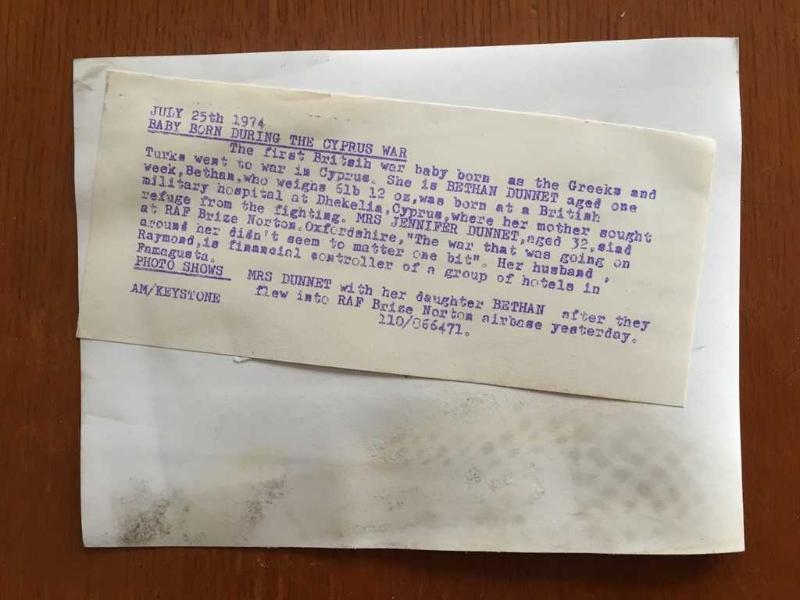 JULY 25th 1974
BABY BORN DURING THE CYPRUS WAR
The first Britsih war baby born as the Greeks and
Turks went to war in Cyprus. She is BETHAN DUNNET aged one
week,Bethan,who weighs 6lb 12 oz,was born at a British
military hospital at Dhekelia,Cyprus,where her mother sought
refuge from the fighting. MRS JENNIFER DUNNET,aged 32,siad
at RAF Brize Norton.Oxfordshire,"The war that was going on
around her didn't seem to matter one bit". Her husband '
Raymond,is financial controller of a group of hotels in
Famagusta.
PHOTO SHOWS MRS DUNNET with her daughter BETHAN after they
flew into RAF Brize Norton airbase yesterday.
AM/KEYSTONE 110/866471.